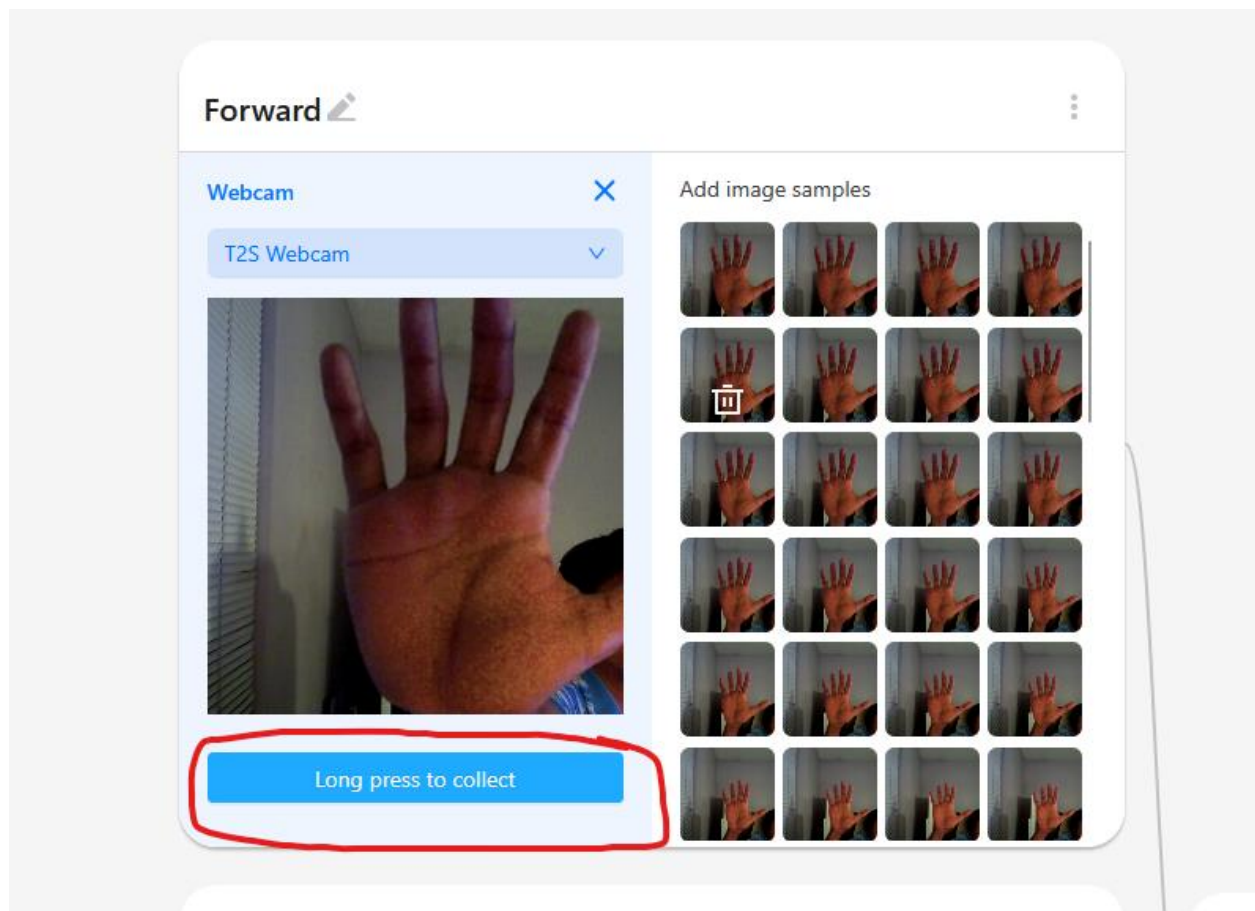 Forward
Webcam
T2S Webcam
Long press to collect
Add image samples